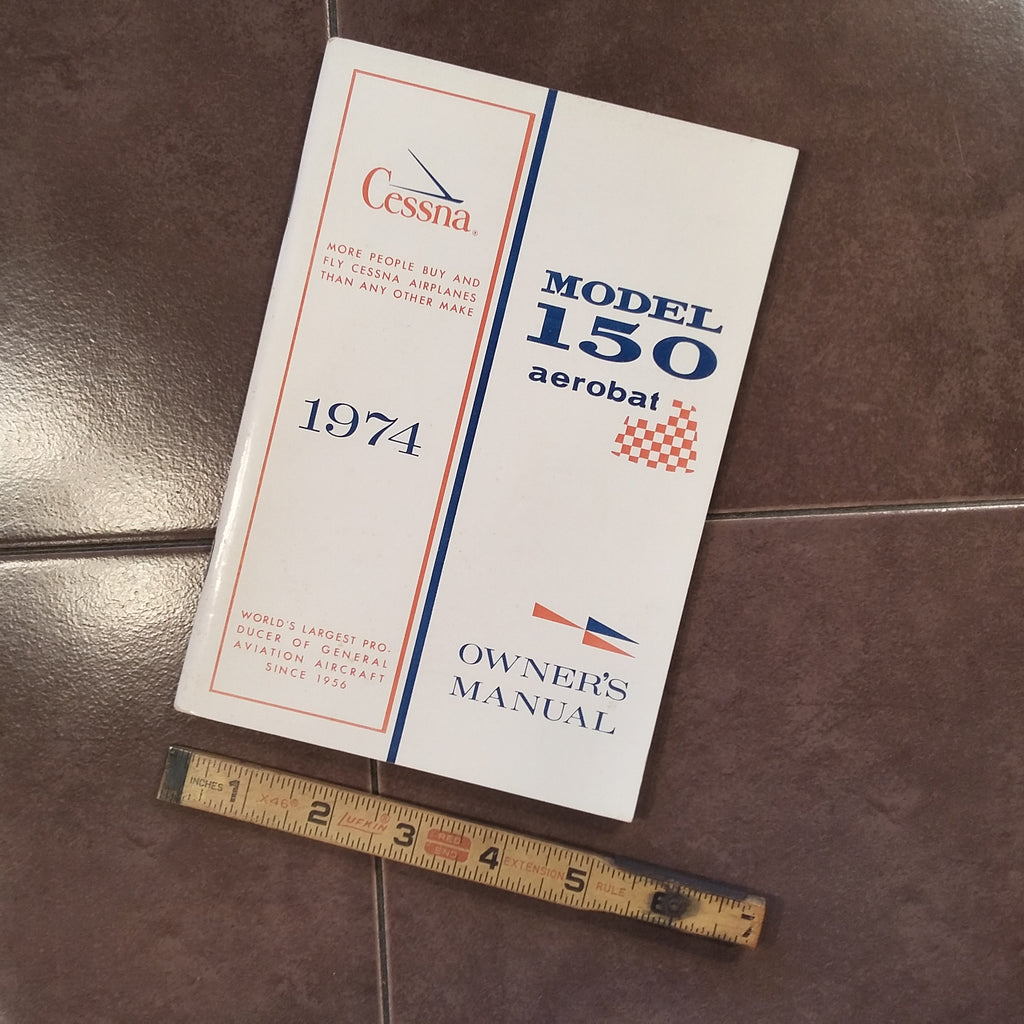 Cessna®
MORE PEOPLE BUY AND
FLY CESSNA AIRPLANES
THAN ANY OTHER MAKE
1974
WORLD'S LARGEST PRO-
DUCER OF GENERAL
AVIATION AIRCRAFT
SINCE 1956
MODEL
150
aerobat
OWNER'S
MANUAL
INCHES 1 X46® 2 LUFKIN® 3 RED END 4 EXTENSION 5 RULE 6